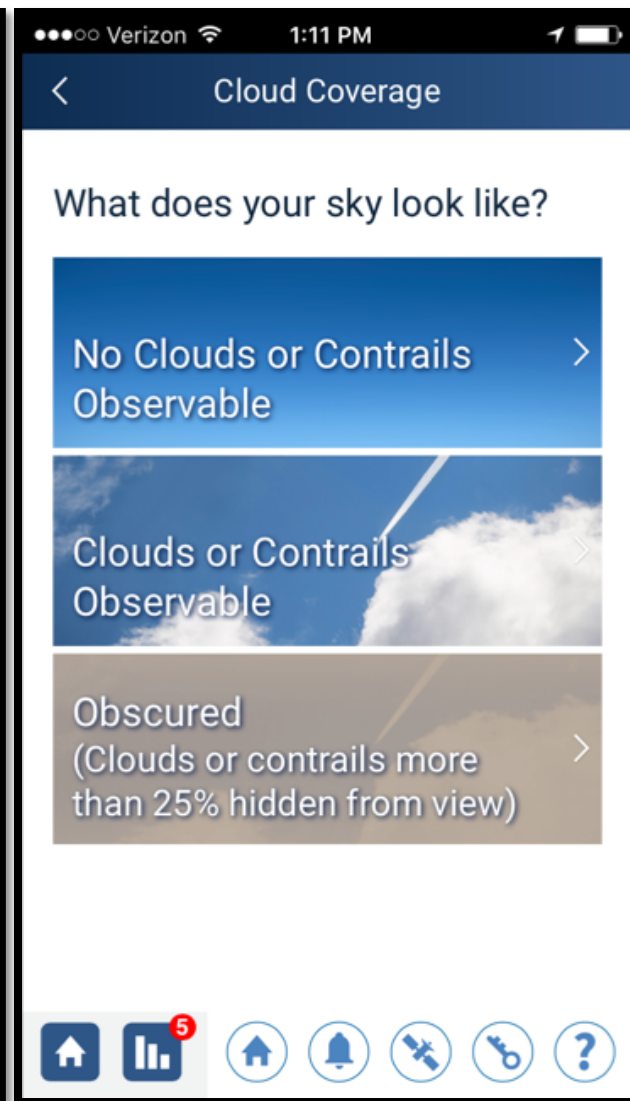 Verizon 1:11 PM
Cloud Coverage
What does your sky look like?
No Clouds or Contrails
Observable
Clouds or Contrails
Observable
Obscured
(Clouds or contrails more
than 25% hidden from view)
5
?